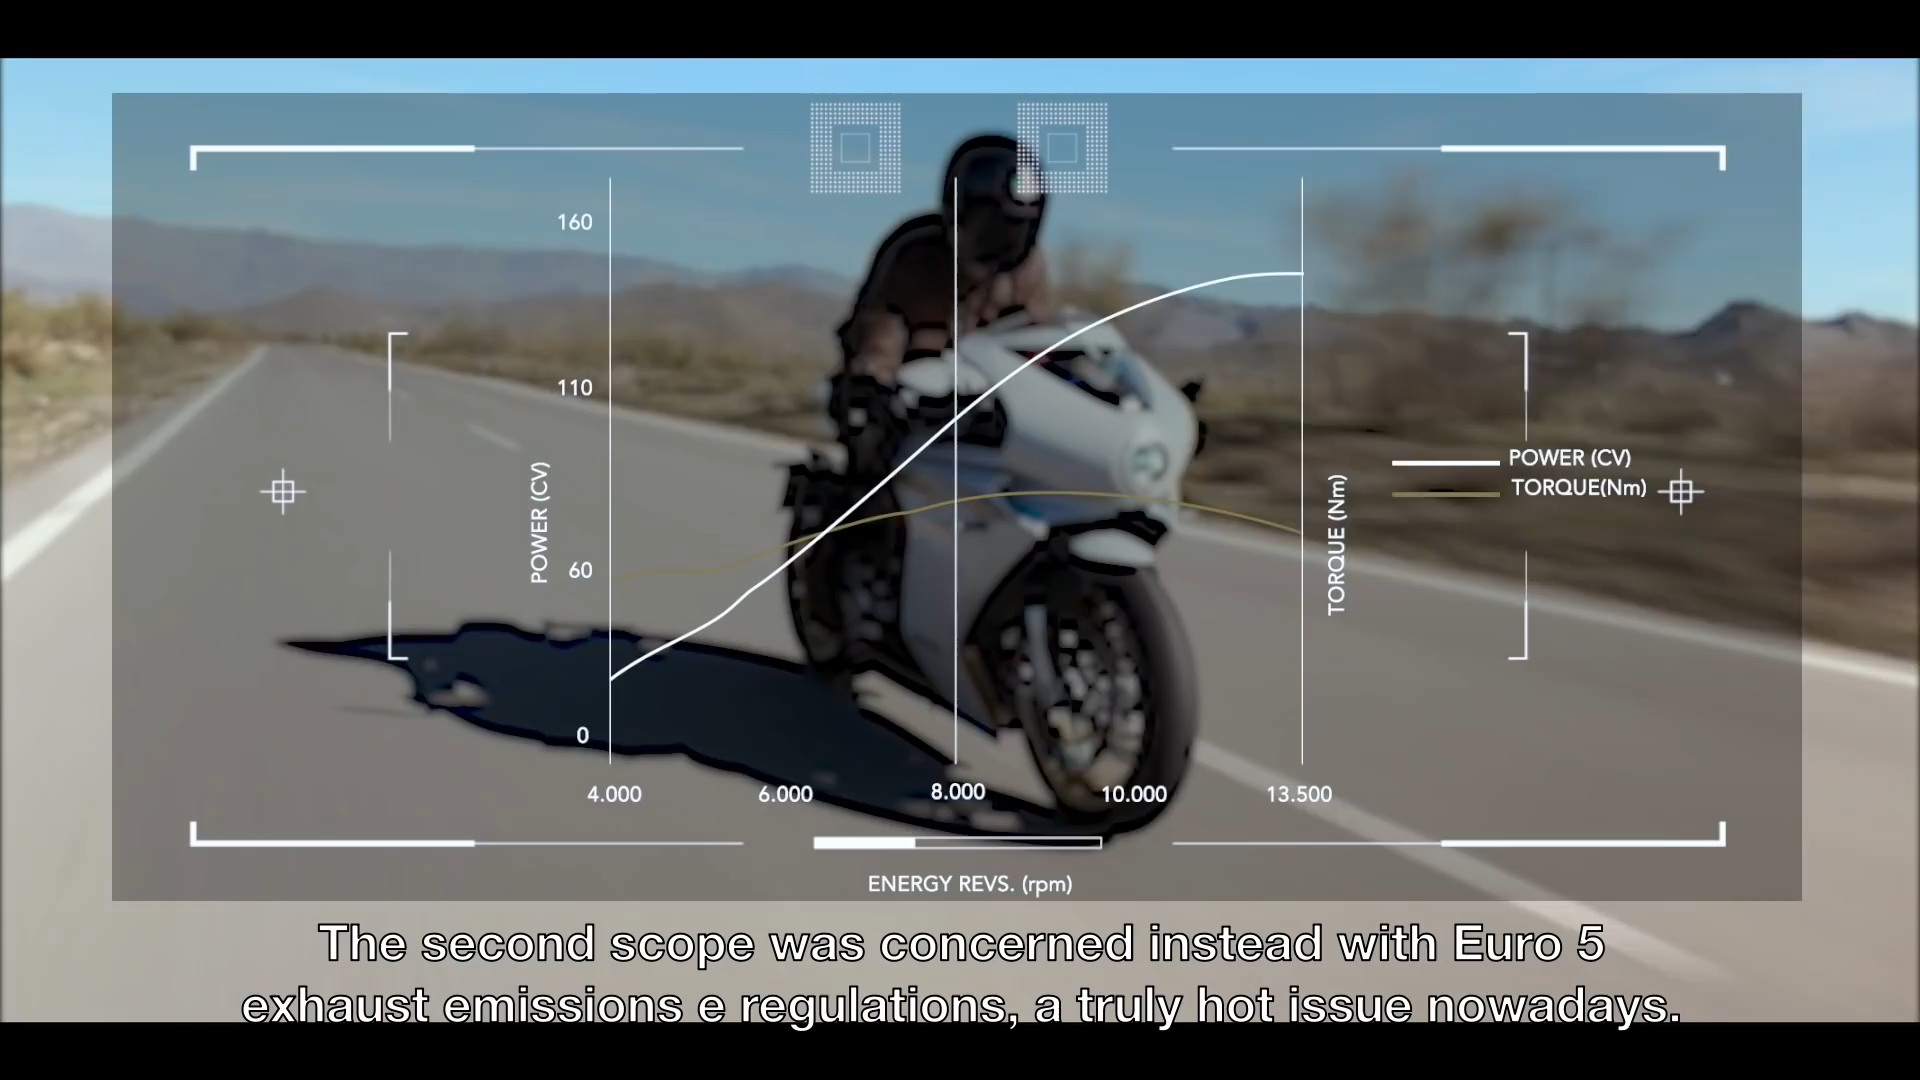 160
110
60
0
POWER (CV)
TORQUE (Nm)
POWER (CV)
TORQUE(Nm)
4.000
6.000
8.000
10.000
13.500
ENERGY REVS. (rpm)
The second scope was concerned instead with Euro 5
exhaust emissions e regulations, a truly hot issue nowadays.